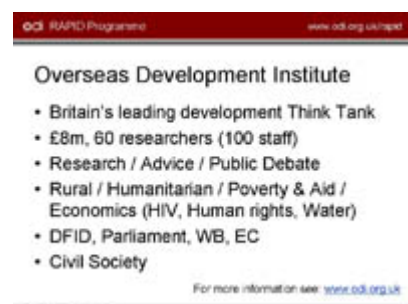 odi RAPID Programme www.odi.org.uk/rapid
Overseas Development Institute
• Britain's leading development Think Tank
• £8m, 60 researchers (100 staff)
• Research / Advice / Public Debate
• Rural / Humanitarian / Poverty & Aid /
Economics (HIV, Human rights, Water)
• DFID, Parliament, WB, EC
• Civil Society
For more information see: www.odi.org.uk